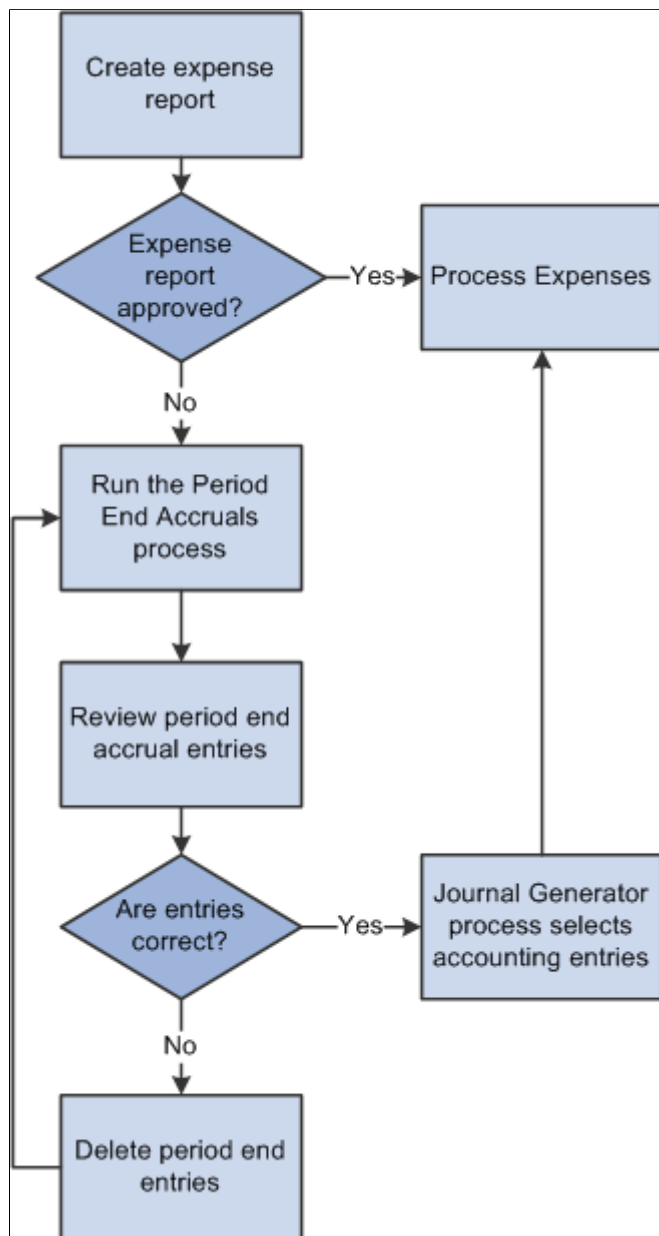 Create expense
report
Expense
report
approved?
Yes
Process Expenses
No
Run the Period
End Accruals
process
Review period end
accrual entries
Are entries
correct?
Yes
Journal Generator
process selects
accounting entries
No
Delete period end
entries